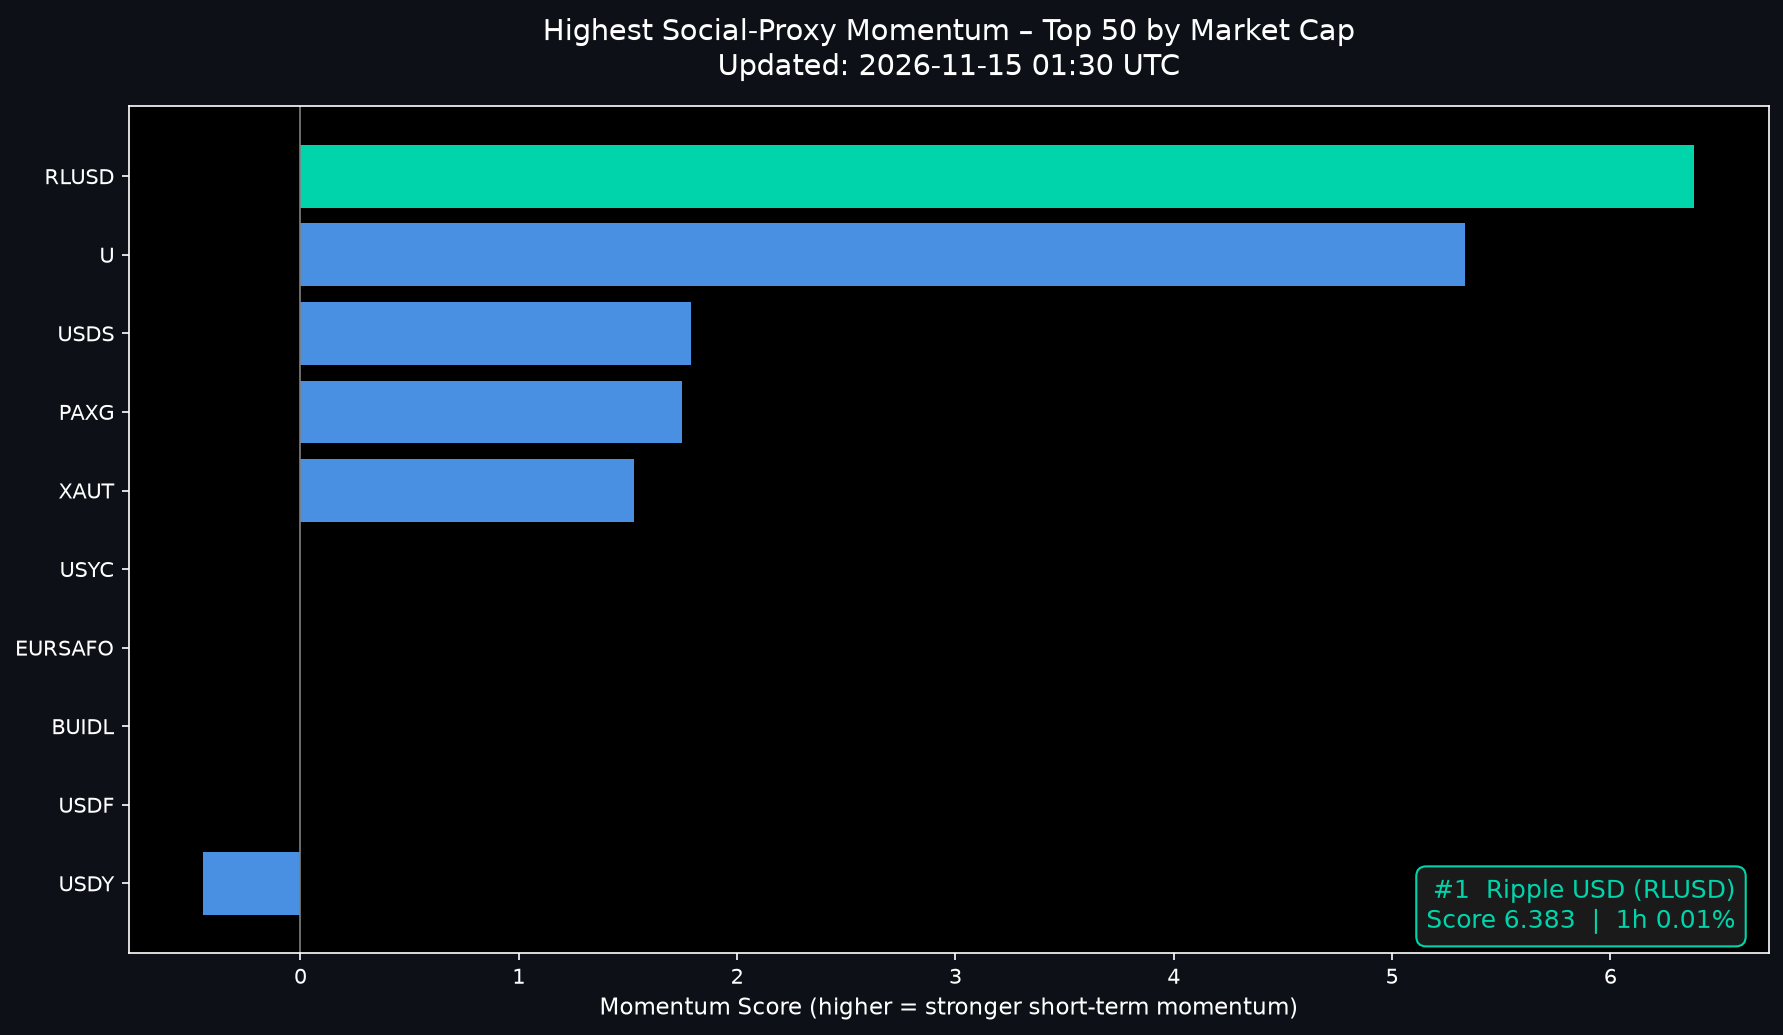 Highest Social-Proxy Momentum – Top 50 by Market Cap
Updated: 2026-11-15 01:30 UTC
RLUSD
U
USDS
PAXG
XAUT
USYC
EURSAFO
BUIDL
USDF
USDY
#1 Ripple USD (RLUSD)
Score 6.383 | 1h 0.01%
0 1 2 3 4 5 6
Momentum Score (higher = stronger short-term momentum)